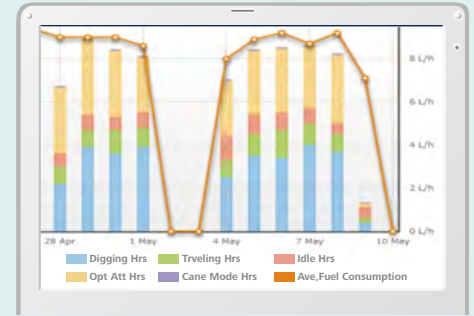 8 L/h
6 L/h
4 L/h
2 L/h
0 L/h
28 Apr 1 May 4 May 7 May 10 May
Digging Hrs Trveling Hrs Idle Hrs
Opt Att Hrs Cane Mode Hrs Ave,Fuel Consumption